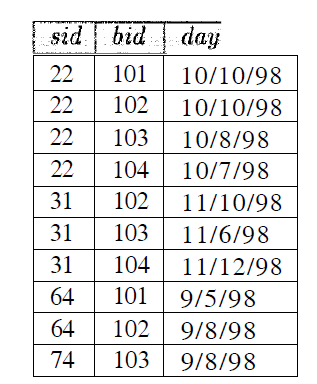 sid bid day
22 101 10/10/98
22 102 10/10/98
22 103 10/8/98
22 104 10/7/98
31 102 11/10/98
31 103 11/6/98
31 104 11/12/98
64 101 9/5/98
64 102 9/8/98
74 103 9/8/98